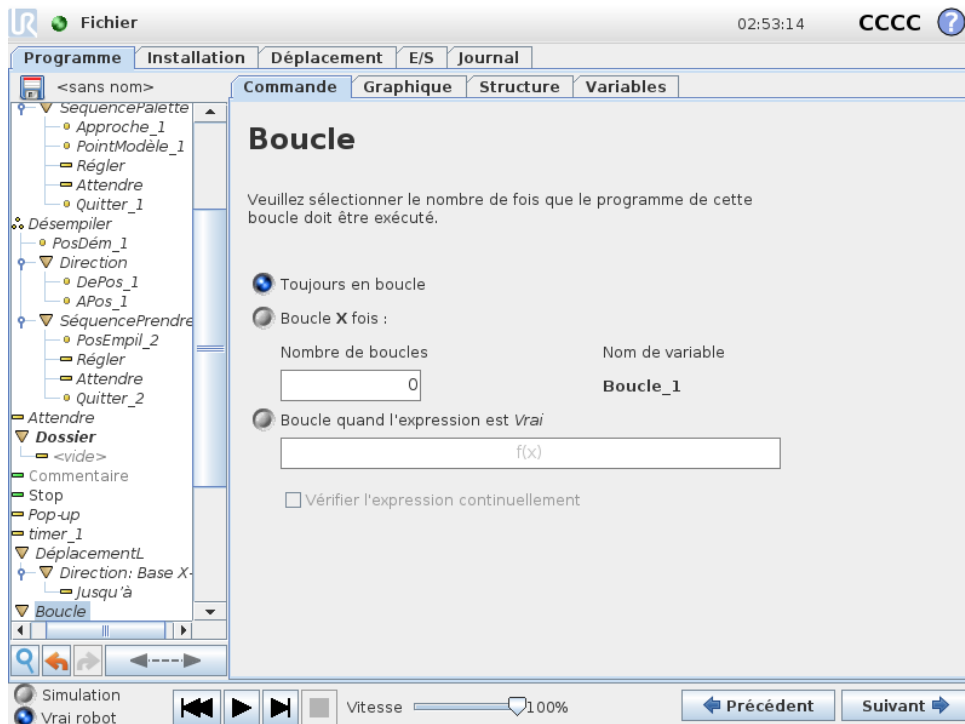 UR Fichier 02:53:14 CCCC ?
Programme Installation Déplacement E/S Journal
<sans nom>
Commande Graphique Structure Variables
SéquencePalette
Approche_1
PointModèle_1
Régler
Attendre
Quitter_1
Désempiler
PosDém_1
Direction
DePos_1
APos_1
SéquencePrendre
PosEmpil_2
Régler
Attendre
Quitter_2
Attendre
Dossier
<vide>
Commentaire
Stop
Pop-up
timer_1
DéplacementL
Direction: Base X-
Jusqu'à
Boucle
Boucle
Veuillez sélectionner le nombre de fois que le programme de cette
boucle doit être exécuté.
Toujours en boucle
Boucle X fois :
Nombre de boucles Nom de variable
0 Boucle_1
Boucle quand l'expression est Vrai
f(x)
Vérifier l'expression continuellement
Simulation
Vrai robot
Vitesse 100%
Précédent Suivant